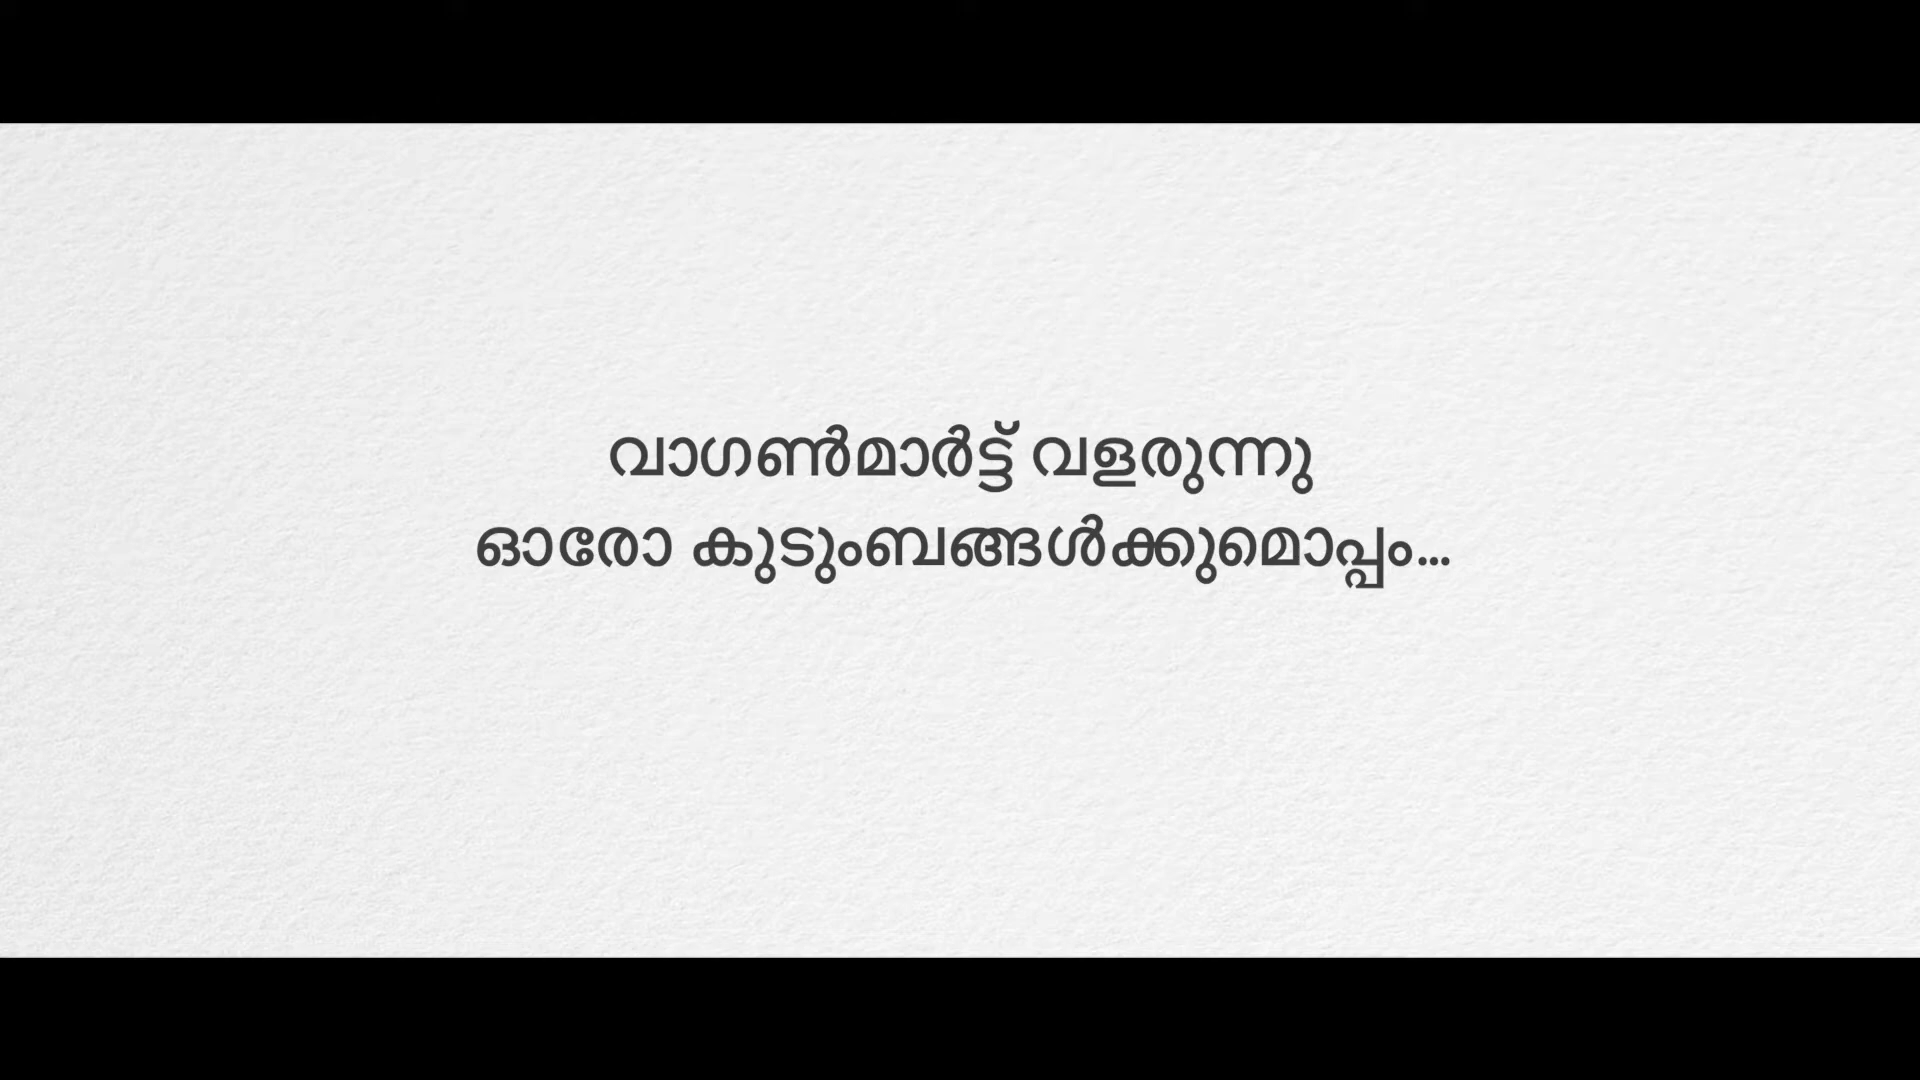 വാഗൺമാർട്ട് വളരുന്നു
ഓരോ കുടുംബങ്ങൾക്കുമൊപ്പം...